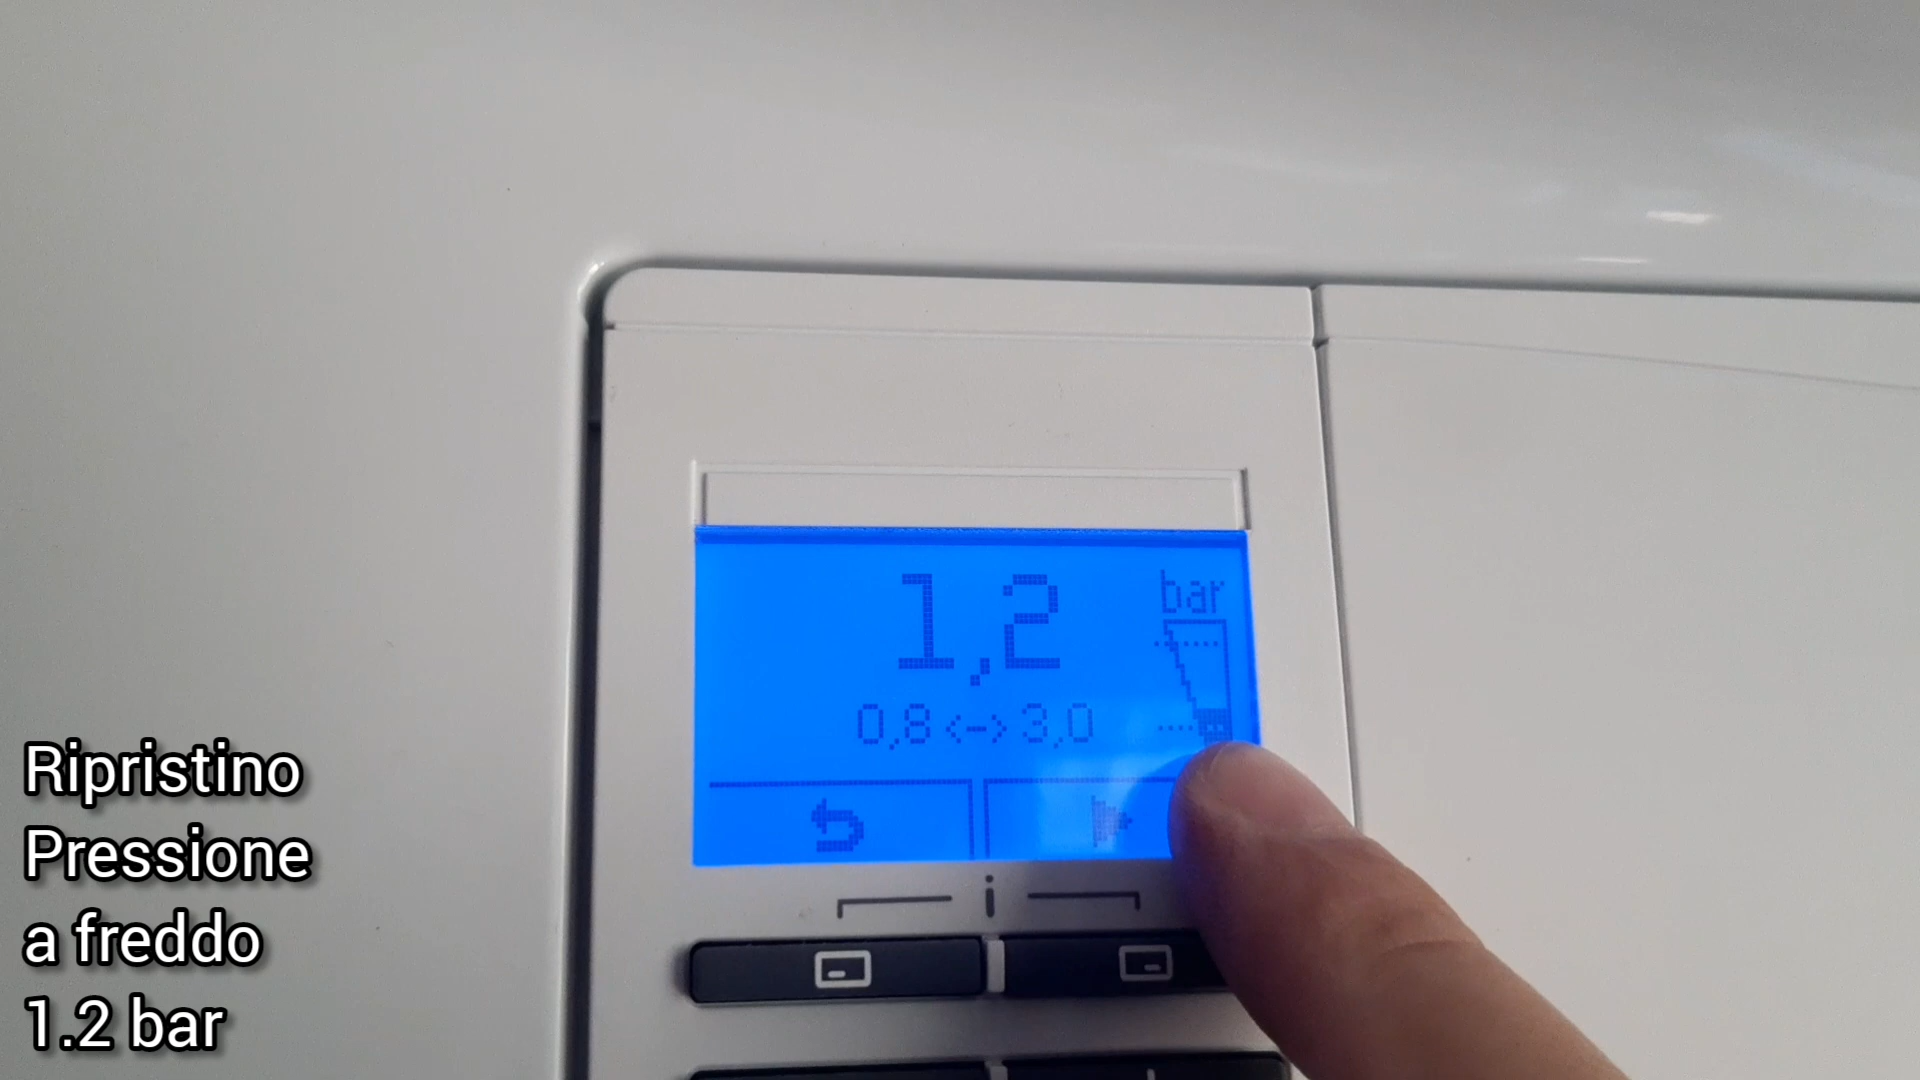 1,2
bar
0,8 <-> 3,0
i
Ripristino
Pressione
a freddo
1.2 bar